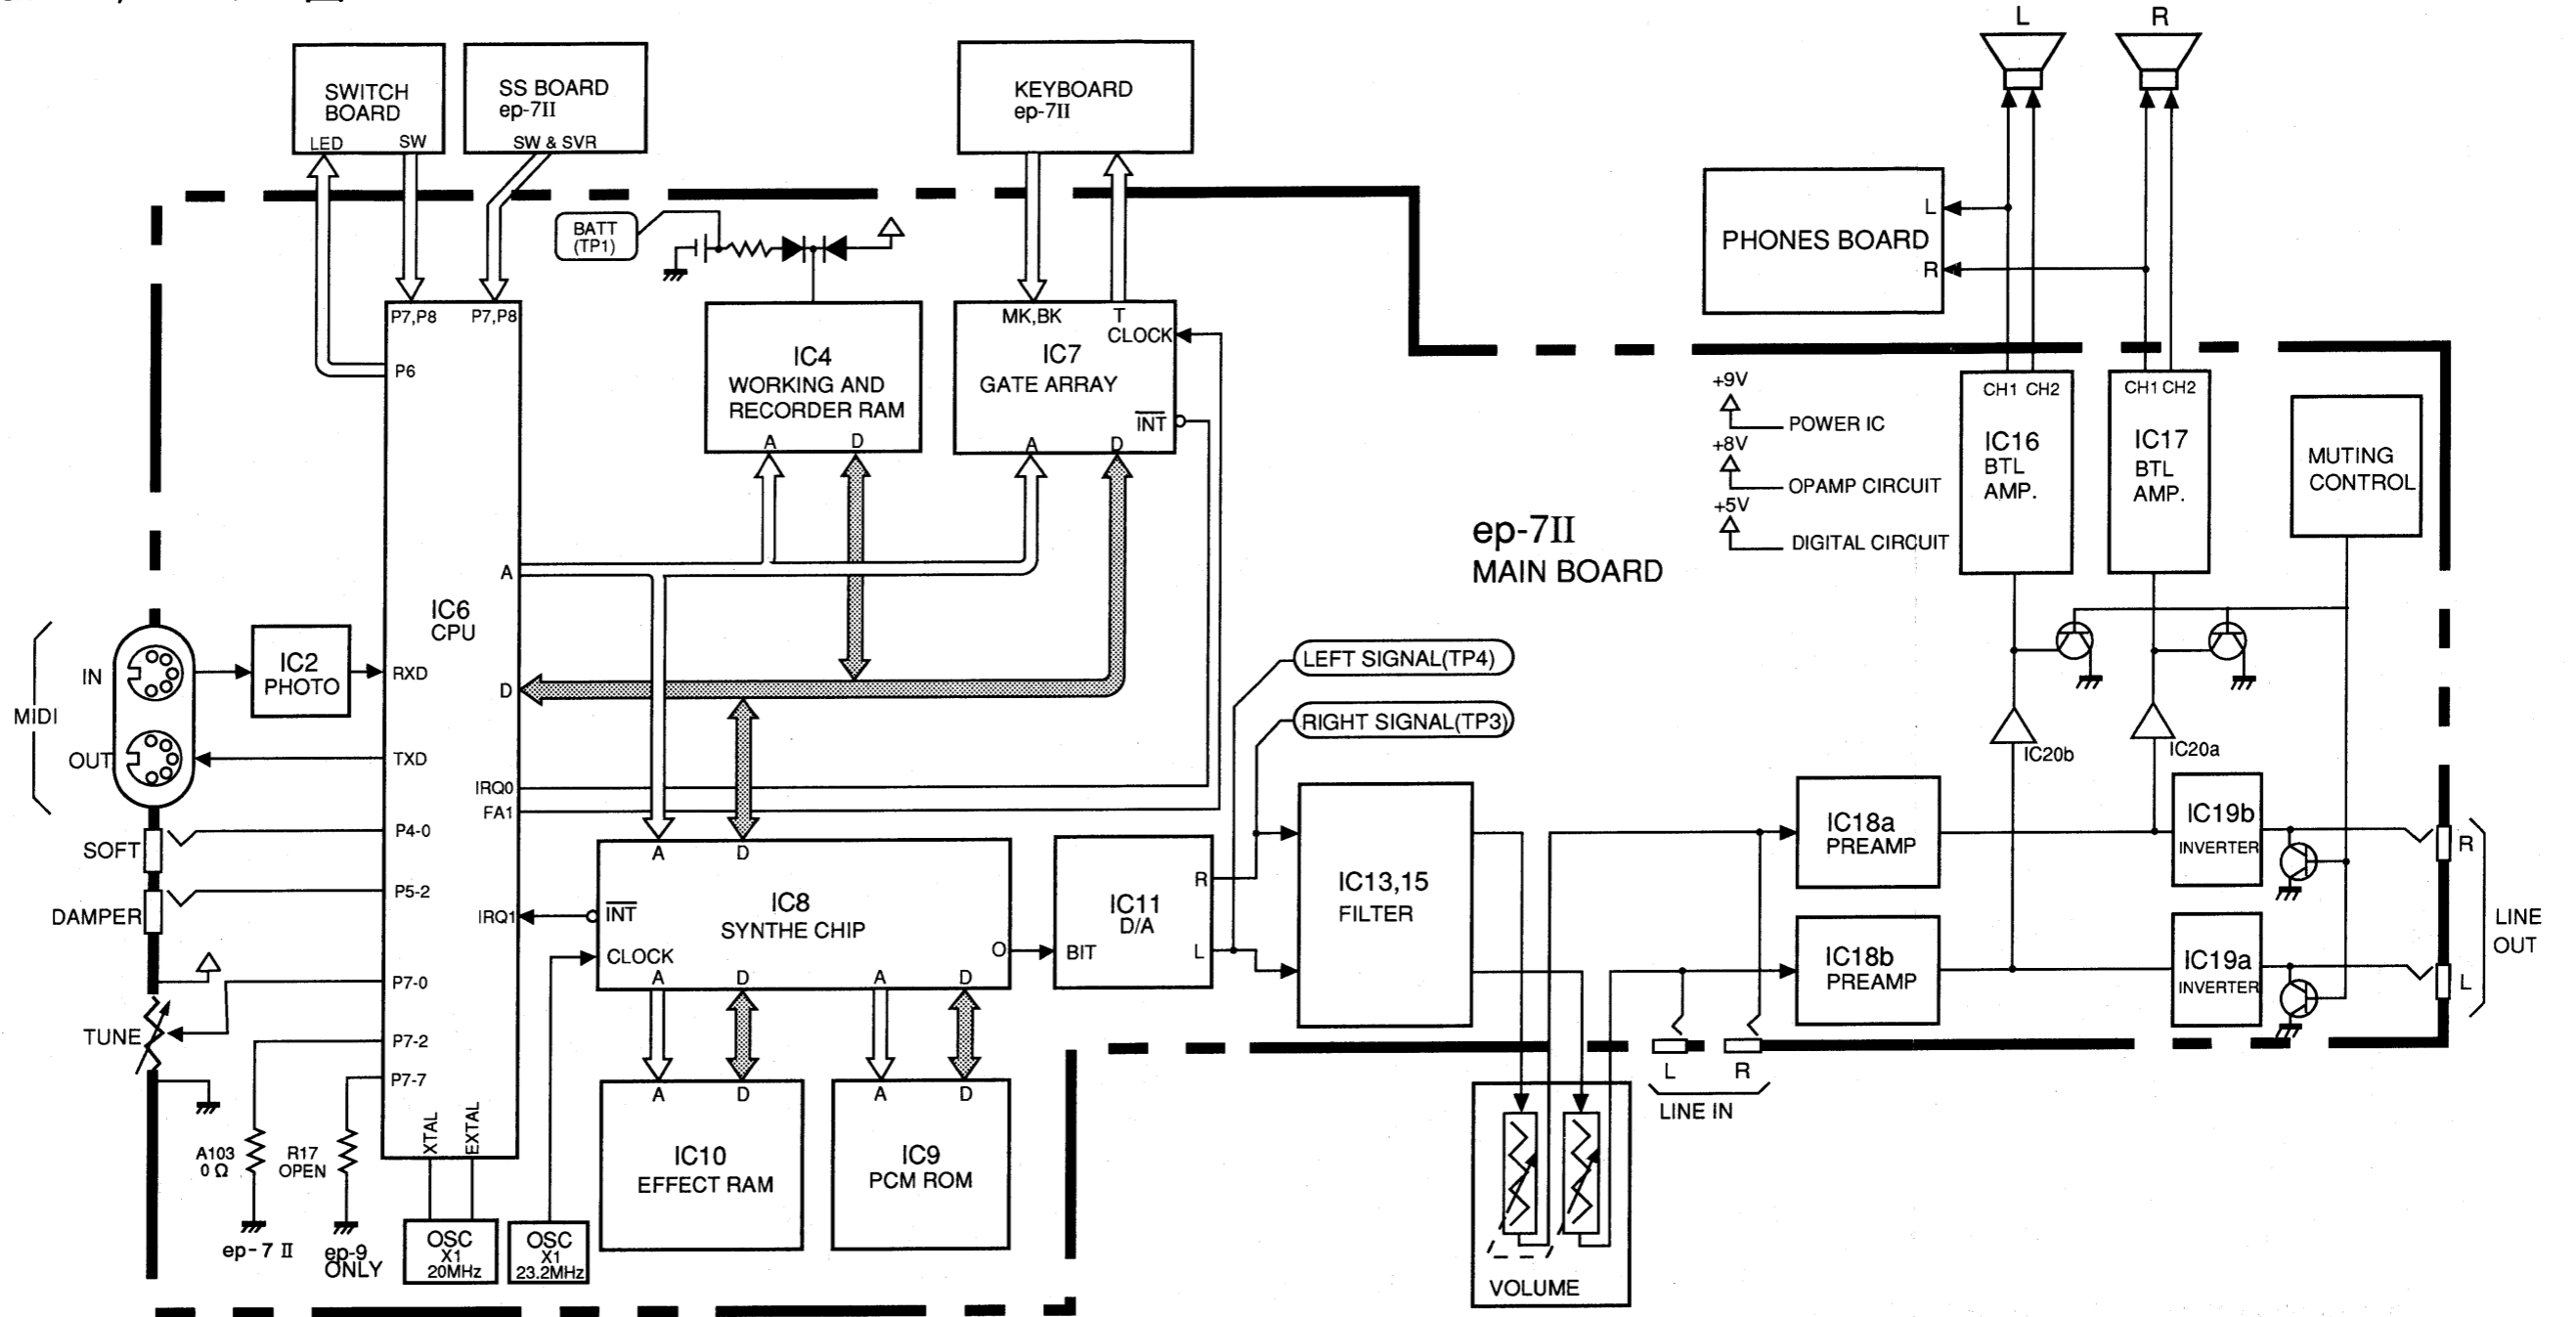 L
R
SWITCH
BOARD
LED
SW
SS BOARD
ep-7II
SW & SVR
KEYBOARD
ep-7II
BATT
(TP1)
PHONES BOARD
L
R
P7,P8
P7,P8
P6
IC6
CPU
A
D
RXD
TXD
IRQ0
FA1
P4-0
P5-2
IRQ1
P7-0
P7-2
P7-7
XTAL
EXTAL
IC4
WORKING AND
RECORDER RAM
A
D
MK,BK
T
CLOCK
IC7
GATE ARRAY
INT
A
D
+9V
POWER IC
+8V
OPAMP CIRCUIT
+5V
DIGITAL CIRCUIT
CH1 CH2
IC16
BTL
AMP.
CH1 CH2
IC17
BTL
AMP.
MUTING
CONTROL
ep-7II
MAIN BOARD
MIDI
IN
OUT
IC2
PHOTO
SOFT
DAMPER
TUNE
LEFT SIGNAL(TP4)
RIGHT SIGNAL(TP3)
IC20b
IC20a
A
D
INT
IC8
SYNTHE CHIP
CLOCK
O
A
D
A
D
IC11
D/A
BIT
R
L
IC13,15
FILTER
IC18a
PREAMP
IC18b
PREAMP
IC19b
INVERTER
IC19a
INVERTER
R
L
LINE
OUT
L
R
LINE IN
A103
0 Ω
R17
OPEN
ep-7 II
ep-9
ONLY
OSC
X1
20MHz
OSC
X1
23.2MHz
A
D
IC10
EFFECT RAM
A
D
IC9
PCM ROM
VOLUME